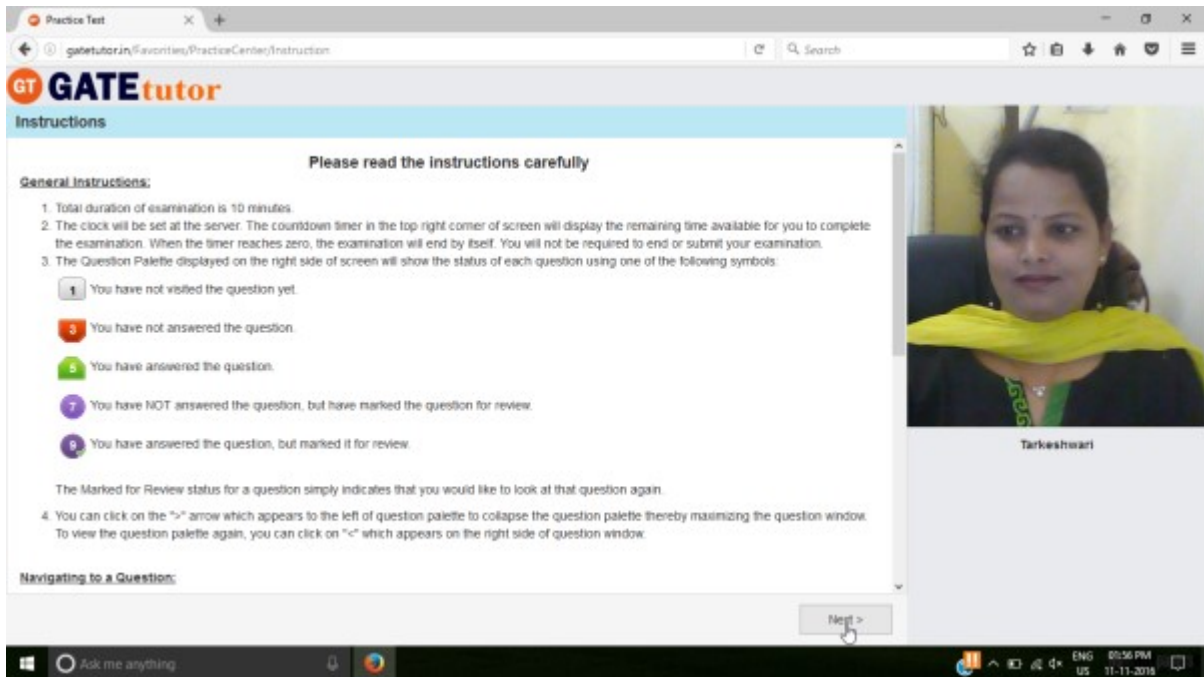 Practice Test
gatetutor.in/Favorities/PracticeCenter/Instruction
Search
GT GATEtutor
Instructions
Please read the instructions carefully
General Instructions:
1. Total duration of examination is 10 minutes.
2. The clock will be set at the server. The countdown timer in the top right corner of screen will display the remaining time available for you to complete
the examination. When the timer reaches zero, the examination will end by itself. You will not be required to end or submit your examination.
3. The Question Palette displayed on the right side of screen will show the status of each question using one of the following symbols:
1 You have not visited the question yet.
3 You have not answered the question.
5 You have answered the question.
7 You have NOT answered the question, but have marked the question for review.
9 You have answered the question, but marked it for review.
Tarkeshwari
The Marked for Review status for a question simply indicates that you would like to look at that question again.
4. You can click on the ">" arrow which appears to the left of question palette to collapse the question palette thereby maximizing the question window.
To view the question palette again, you can click on "<" which appears on the right side of question window.
Navigating to a Question:
Next >
Ask me anything
ENG 01:56 PM
US 11-11-2016